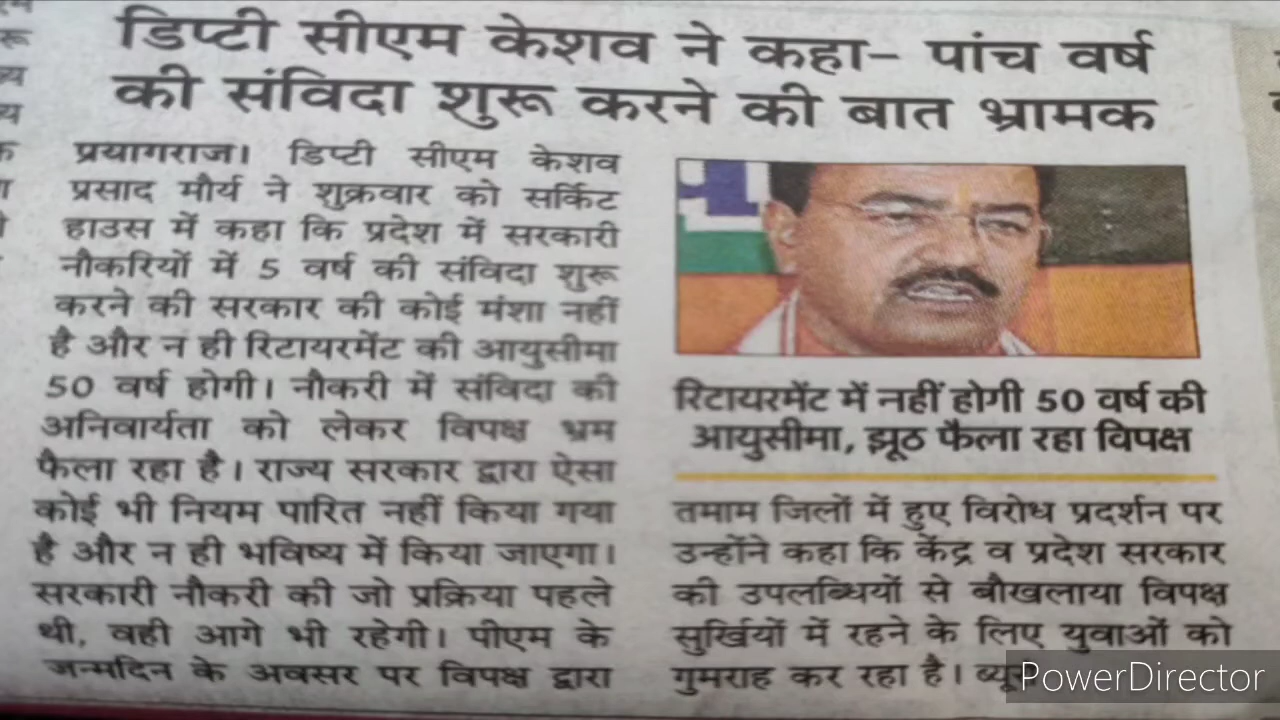 डिप्टी सीएम केशव ने कहा- पांच वर्ष
की संविदा शुरू करने की बात भ्रामक
प्रयागराज। डिप्टी सीएम केशव
प्रसाद मौर्य ने शुक्रवार को सर्किट
हाउस में कहा कि प्रदेश में सरकारी
नौकरियों में 5 वर्ष की संविदा शुरू
करने की सरकार की कोई मंशा नहीं
है और न ही रिटायरमेंट की आयुसीमा
50 वर्ष होगी। नौकरी में संविदा की
अनिवार्यता को लेकर विपक्ष भ्रम
फैला रहा है। राज्य सरकार द्वारा ऐसा
कोई भी नियम पारित नहीं किया गया
है और न ही भविष्य में किया जाएगा।
सरकारी नौकरी की जो प्रक्रिया पहले
थी, वही आगे भी रहेगी। पीएम के
जन्मदिन के अवसर पर विपक्ष द्वारा
रिटायरमेंट में नहीं होगी 50 वर्ष की
आयुसीमा, झूठ फैला रहा विपक्ष
तमाम जिलों में हुए विरोध प्रदर्शन पर
उन्होंने कहा कि केंद्र व प्रदेश सरकार
की उपलब्धियों से बौखलाया विपक्ष
सुर्खियों में रहने के लिए युवाओं को
गुमराह कर रहा है।
PowerDirector